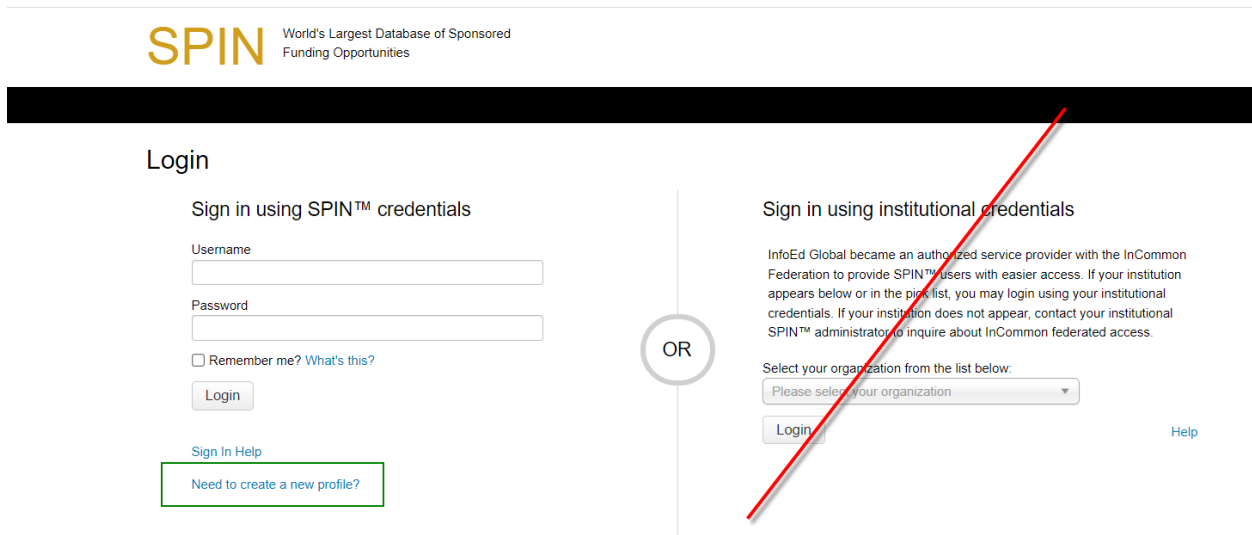 SPIN
World's Largest Database of Sponsored
Funding Opportunities
Login
Sign in using SPIN™ credentials
Username
Password
Remember me? What's this?
Login
Sign In Help
Need to create a new profile?
OR
Sign in using institutional credentials
InfoEd Global became an authorized service provider with the InCommon
Federation to provide SPIN™ users with easier access. If your institution
appears below or in the pick list, you may login using your institutional
credentials. If your institution does not appear, contact your institutional
SPIN™ administrator to inquire about InCommon federated access.
Select your organization from the list below:
Please select your organization
Login
Help